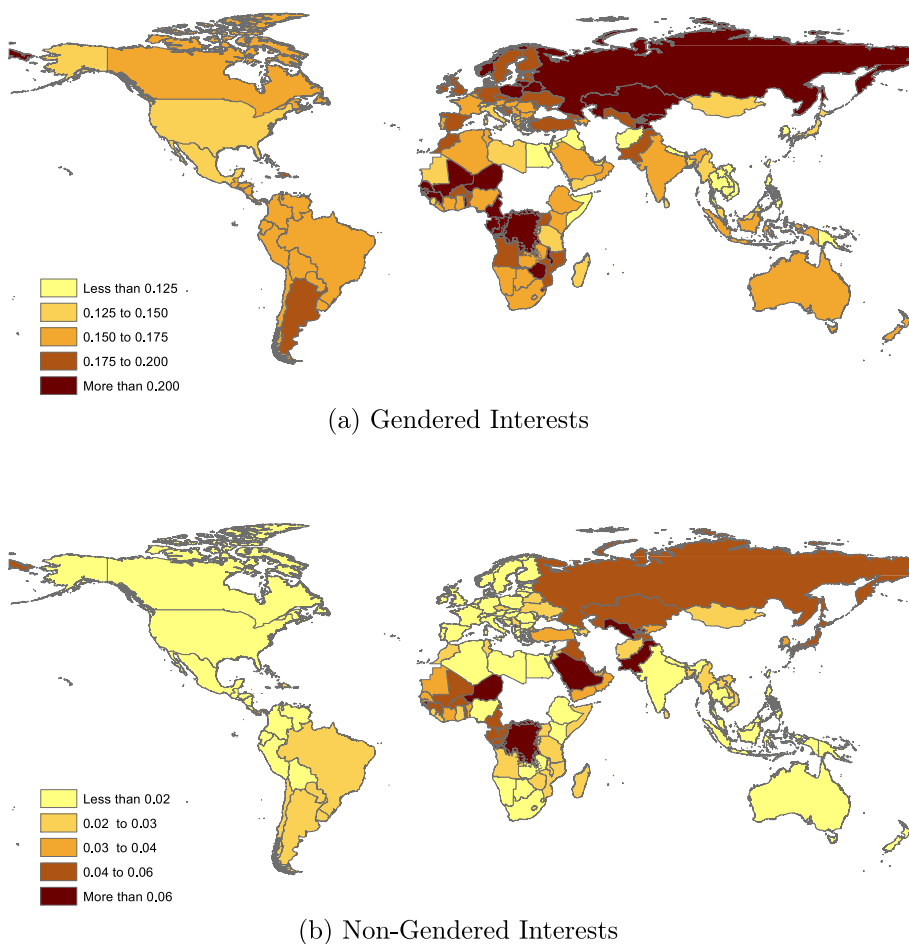 Less than 0.125
0.125 to 0.150
0.150 to 0.175
0.175 to 0.200
More than 0.200
(a) Gendered Interests
Less than 0.02
0.02 to 0.03
0.03 to 0.04
0.04 to 0.06
More than 0.06
(b) Non-Gendered Interests